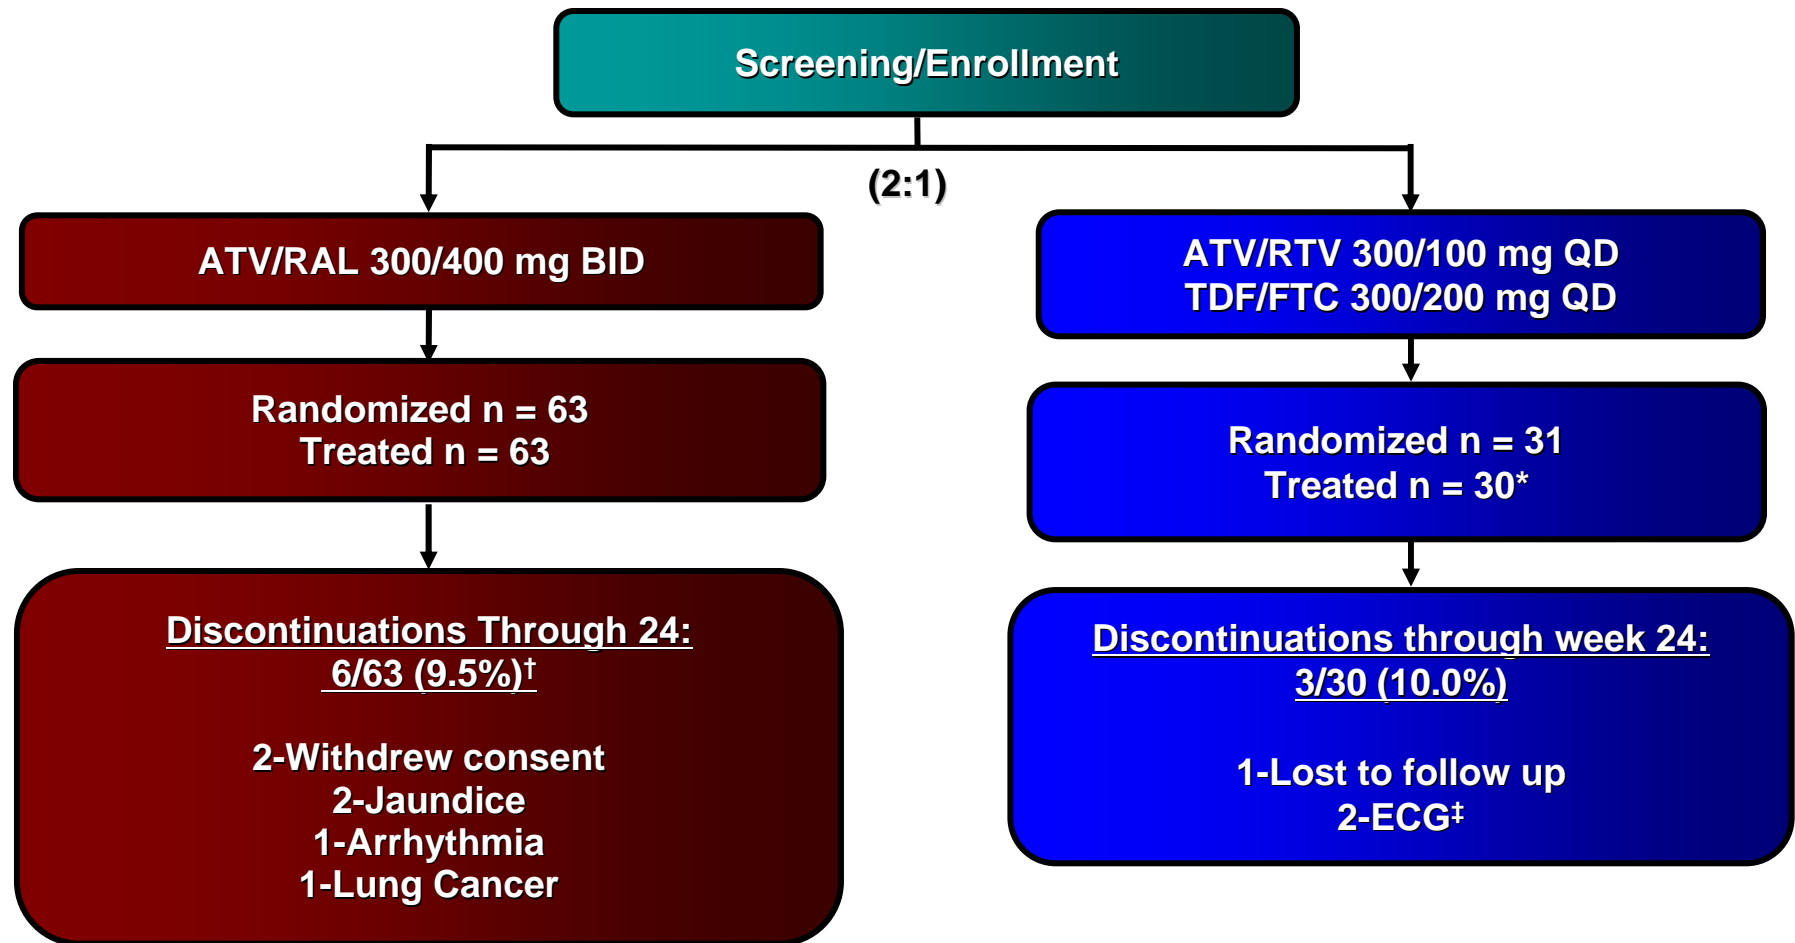 Screening/Enrollment
(2:1)
ATV/RAL 300/400 mg BID
Randomized n = 63
Treated n = 63
Discontinuations Through 24:
6/63 (9.5%)†
2-Withdrew consent
2-Jaundice
1-Arrhythmia
1-Lung Cancer
ATV/RTV 300/100 mg QD
TDF/FTC 300/200 mg QD
Randomized n = 31
Treated n = 30*
Discontinuations through week 24:
3/30 (10.0%)
1-Lost to follow up
2-ECG‡